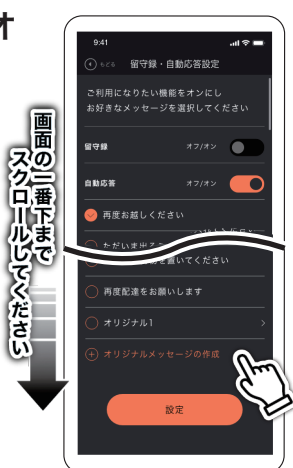 オ
9:41
もどる 留守録・自動応答設定
ご利用になりたい機能をオンにし
お好きなメッセージを選択してください
留守録 オフ/オン
自動応答 オフ/オン
再度お越しください
ただいま出
を置いてください
再度配達をお願いします
オリジナル1
オリジナルメッセージの作成
設定
画面の一番下まで
スクロールしてください